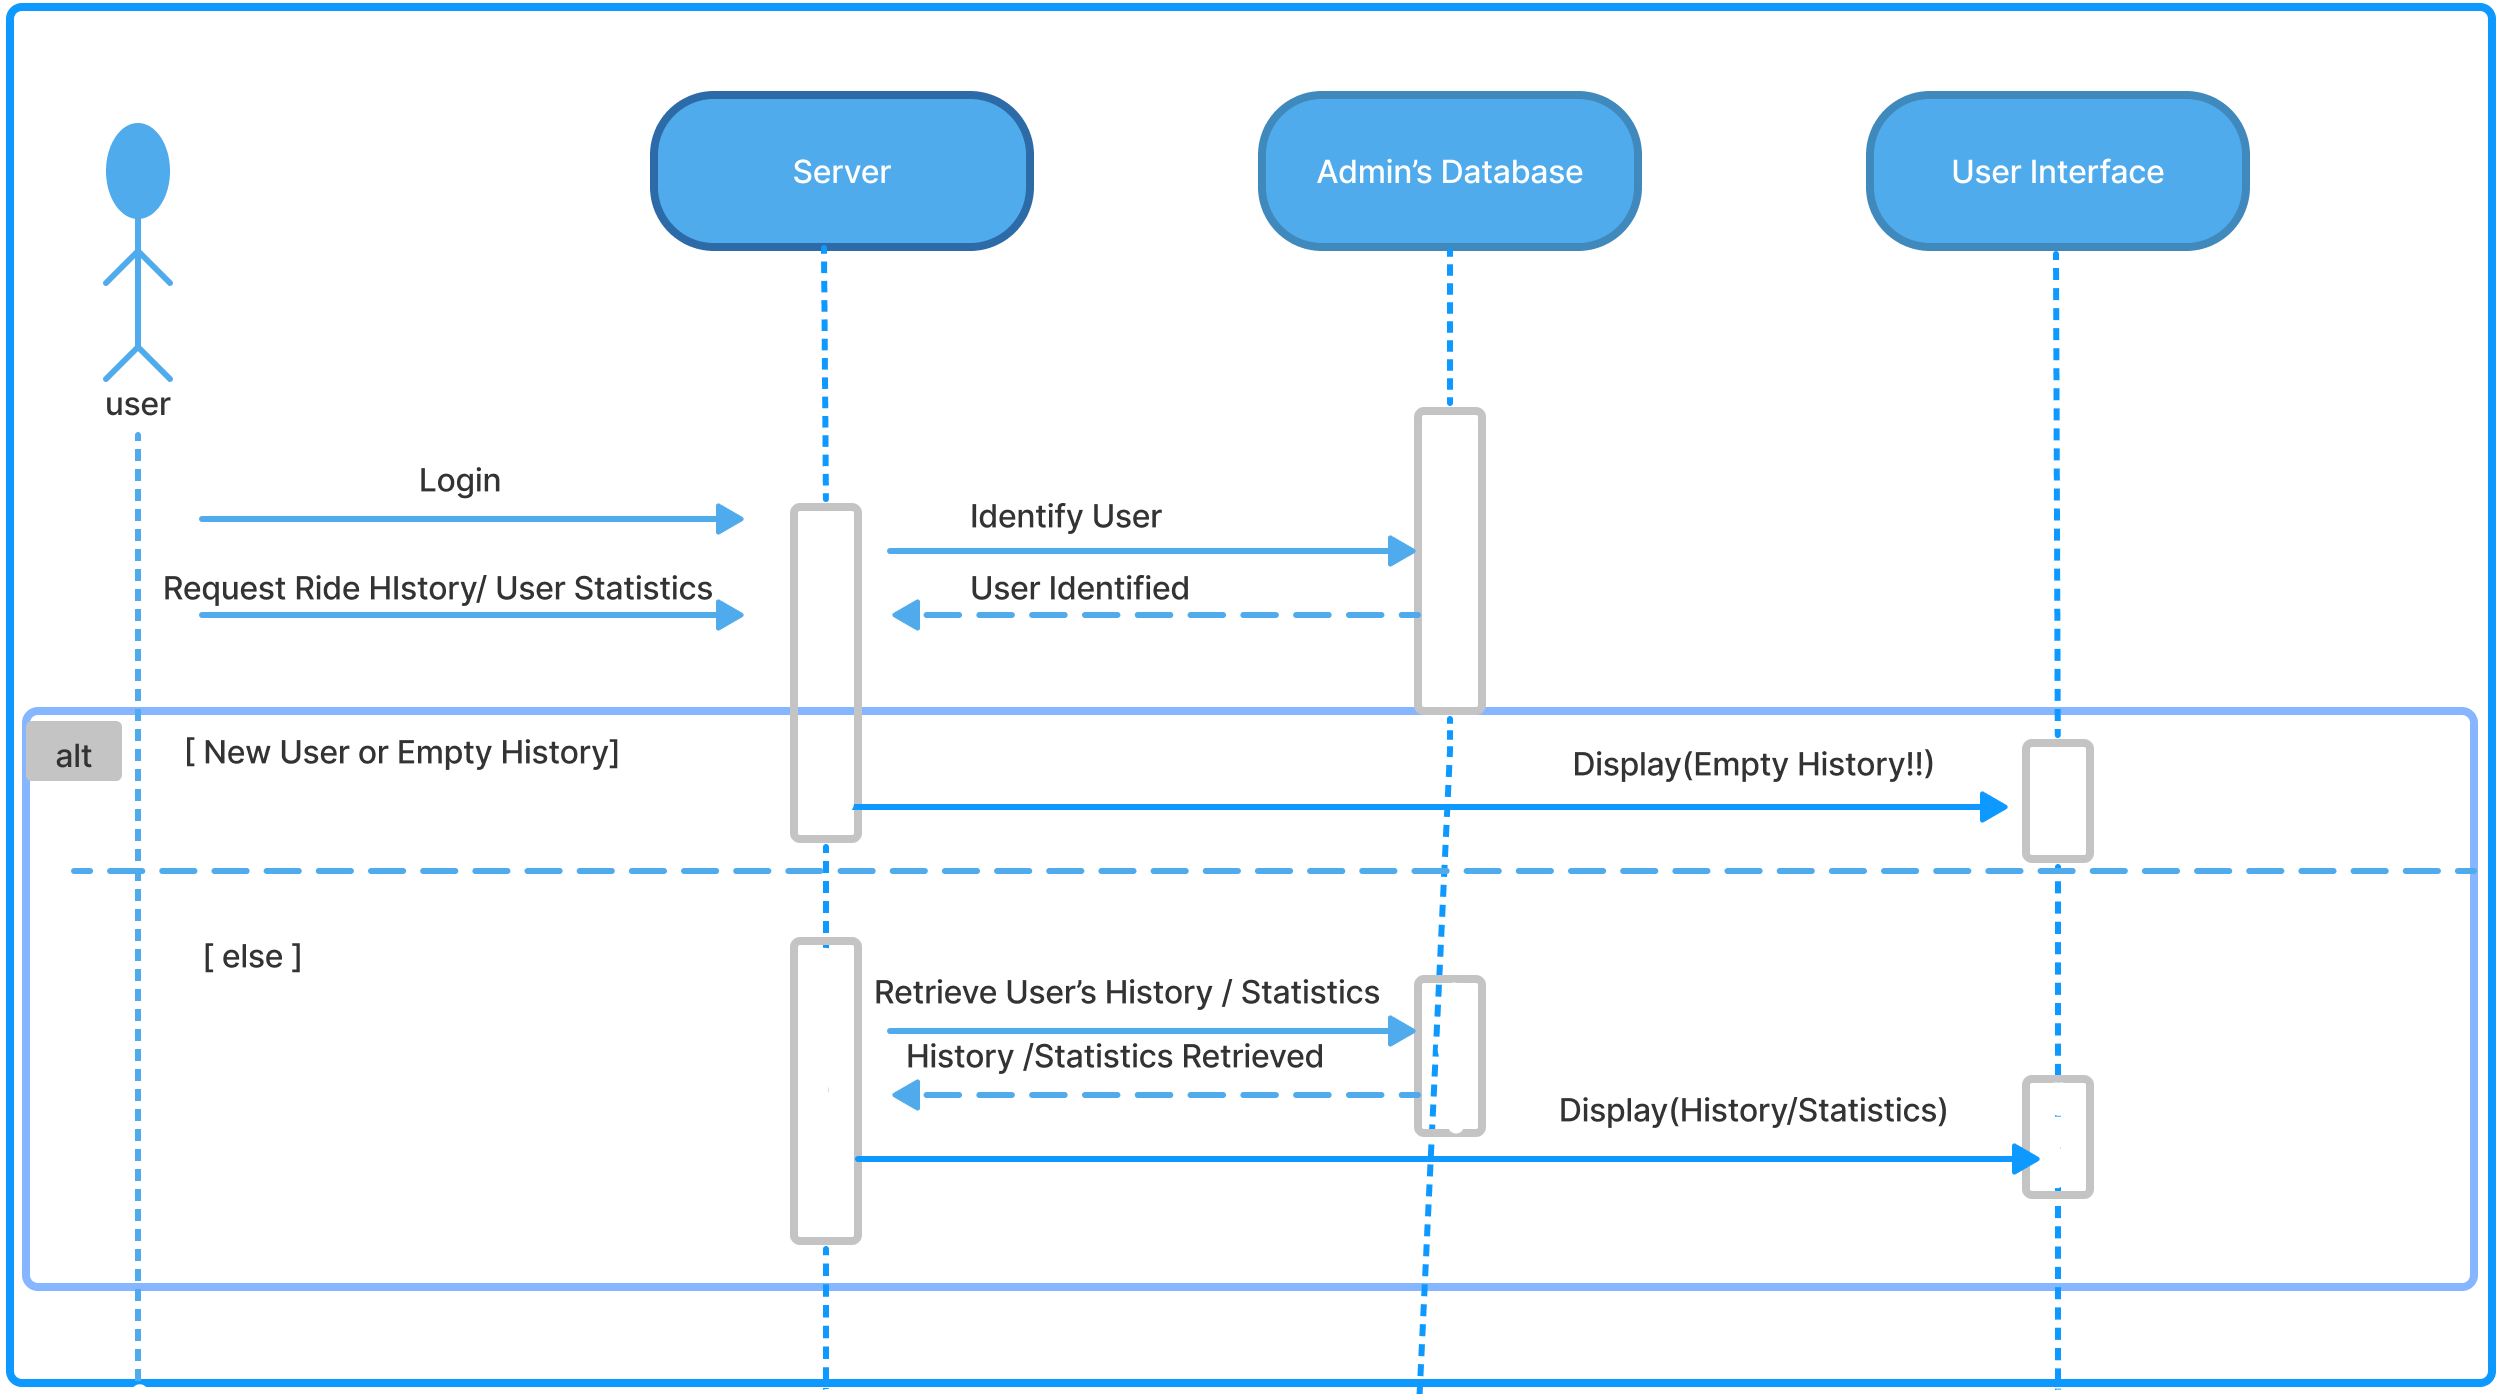 Server
Admin’s Database
User Interface
user
Login
Identify User
Request Ride HIstory/ User Statistics
User Identified
alt
[ New User or Empty History]
Display(Empty History!!)
[ else ]
Retrieve Users’s History / Statistics
History /Statistics Retrieved
Display(History/Statistics)